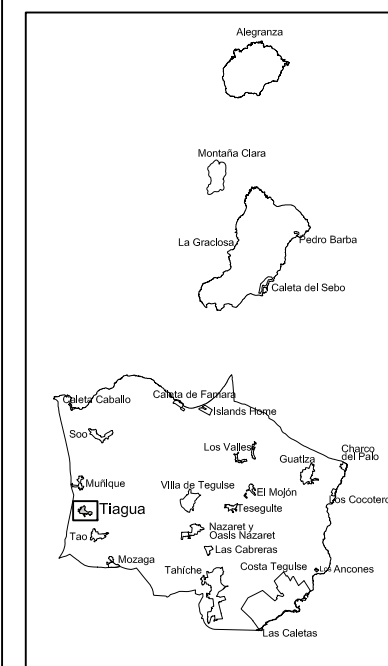 Alegranza
Montaña Clara
La Graciosa
Pedro Barba
Caleta del Sebo
Caleta Caballo
Caleta de Famara
Islands Home
Soo
Los Valles
Guatiza
Charco
del Palo
Muñique
Villa de Teguise
El Mojón
Los Cocotero
Tiagua
Teseguite
Tao
Nazaret y
Oasis Nazaret
Las Cabreras
Mozaga
Tahíche
Costa Teguise
Los Ancones
Las Caletas